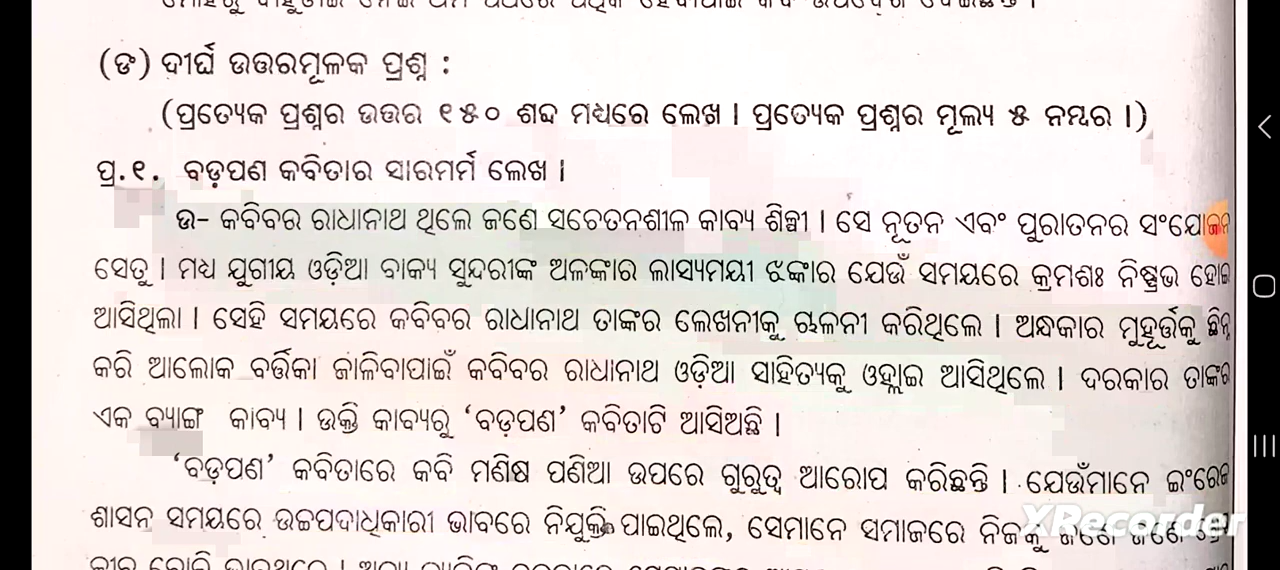 (ଙ) ଦୀର୍ଘ ଉତ୍ତରମୂଳକ ପ୍ରଶ୍ନ :
(ପ୍ରତ୍ୟେକ ପ୍ରଶ୍ନର ଉତ୍ତର ୧୫୦ ଶବ୍ଦ ମଧ୍ୟରେ ଲେଖ । ପ୍ରତ୍ୟେକ ପ୍ରଶ୍ନର ମୂଲ୍ୟ ୫ ନମ୍ବର ।)
ପ୍ର.୧. ବଡ଼ପଣ କବିତାର ସାରମର୍ମ ଲେଖ ।
ଉ- କବିବର ରାଧାନାଥ ଥିଲେ ଜଣେ ସଚେତନଶୀଳ କାବ୍ୟ ଶିଳ୍ପୀ । ସେ ନୂତନ ଏବଂ ପୁରାତନର ସଂଯୋଜନ
ସେତୁ । ମଧ୍ୟ ଯୁଗୀୟ ଓଡ଼ିଆ ବାକ୍ୟ ସୁନ୍ଦରୀଙ୍କ ଅଳଙ୍କାର ଲାସ୍ୟମୟୀ ଝଙ୍କାର ଯେଉଁ ସମୟରେ କ୍ରମଶଃ ନିଷ୍ପ୍ରଭ ହୋଇ
ଆସିଥିଲା । ସେହି ସମୟରେ କବିବର ରାଧାନାଥ ତାଙ୍କର ଲେଖନୀକୁ ଋଳନୀ କରିଥିଲେ । ଅନ୍ଧକାର ମୁହୂର୍ତ୍ତକୁ ଛିନ୍ନ
କରି ଆଲୋକ ବର୍ତ୍ତିକା ଜାଳିବାପାଇଁ କବିବର ରାଧାନାଥ ଓଡ଼ିଆ ସାହିତ୍ୟକୁ ଓହ୍ଲାଇ ଆସିଥିଲେ । ଦରବାର ତାଙ୍କର
ଏକ ବ୍ୟାଙ୍ଗ କାବ୍ୟ । ଉକ୍ତି କାବ୍ୟରୁ ‘ବଡ଼ପଣ’ କବିତାଟି ଆସିଅଛି ।
‘ବଡ଼ପଣ’ କବିତାରେ କବି ମଣିଷ ପଣିଆ ଉପରେ ଗୁରୁତ୍ୱ ଆରୋପ କରିଛନ୍ତି । ଯେଉଁମାନେ ଇଂରେଜ
ଶାସନ ସମୟରେ ଉଚ୍ଚପଦାଧିକାରୀ ଭାବରେ ନିଯୁକ୍ତି ପାଇଥିଲେ, ସେମାନେ ସମାଜରେ ନିଜକୁ ଜଣେ ଜଣେ
XRecorder